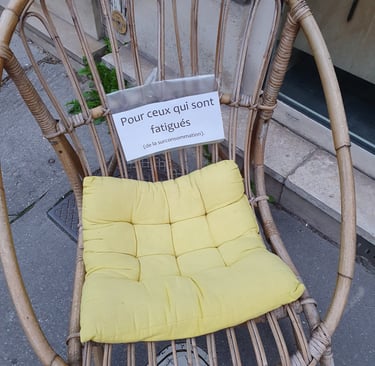 Pour ceux qui sont
fatigués
(de la surconsommation).